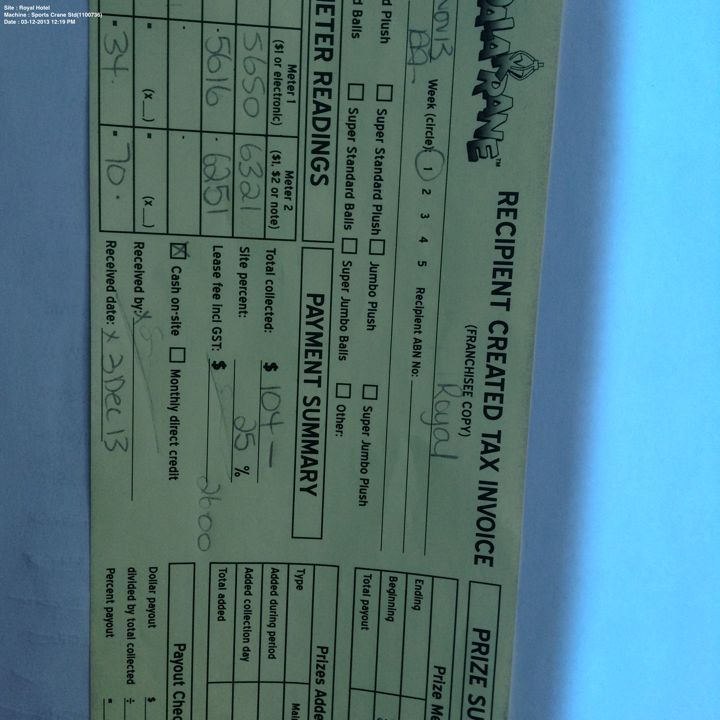 Site : Royal Hotel
Machine : Sports Crane Std(1100736)
Date : 03-12-2013 12:19 PM
RECIPIENT CREATED TAX INVOICE
(FRANCHISEE COPY)
Royal
Week (circle): 1 2 3 4 5 Recipient ABN No:
Plush Super Standard Plush Jumbo Plush Super Jumbo Plush
Balls Super Standard Balls Super Jumbo Balls Other:
METER READINGS
Meter 1 Meter 2
($1 or electronic) ($1, $2 or note)
5650 6321
5616 6251
(x__) (x__)
= 34. = 70.
PAYMENT SUMMARY
Total collected: $ 104 -
Site percent: 25 %
Lease fee incl GST: $ 2600
Cash on-site Monthly direct credit
Received by: x
Received date: x 3 Dec 13
PRIZE SU
Prize Me
Ending
Beginning
Total payout
Prizes Adde
Type Mai
Added during period
Added collection day
Total added
Payout Chec
Dollar payout $
divided by total collected ÷
Percent payout =